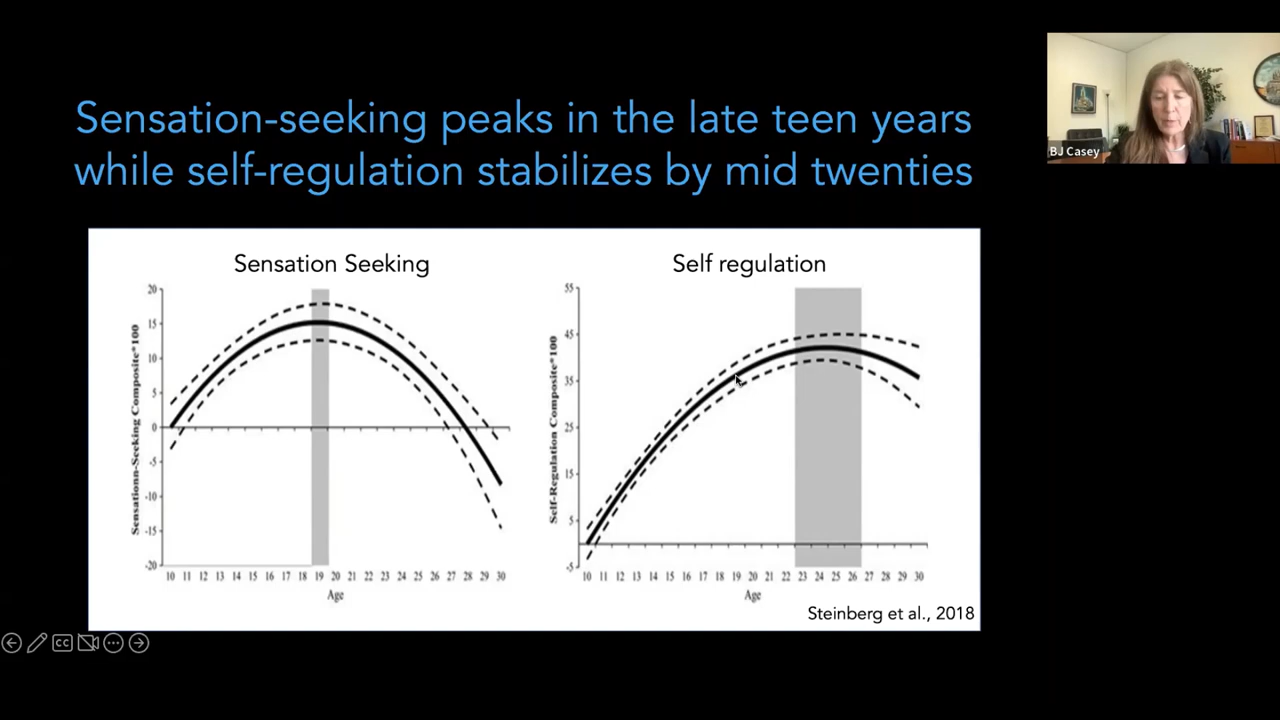 Sensation-seeking peaks in the late teen years
while self-regulation stabilizes by mid twenties
BJ Casey
Sensation Seeking
Sensationn-Seeking Composite*100
20
15
10
5
0
-5
-10
-15
-20
10 11 12 13 14 15 16 17 18 19 20 21 22 23 24 25 26 27 28 29 30
Age
Self regulation
Self-Regulation Composite*100
55
45
35
25
15
5
-5
10 11 12 13 14 15 16 17 18 19 20 21 22 23 24 25 26 27 28 29 30
Age
Steinberg et al., 2018
CC